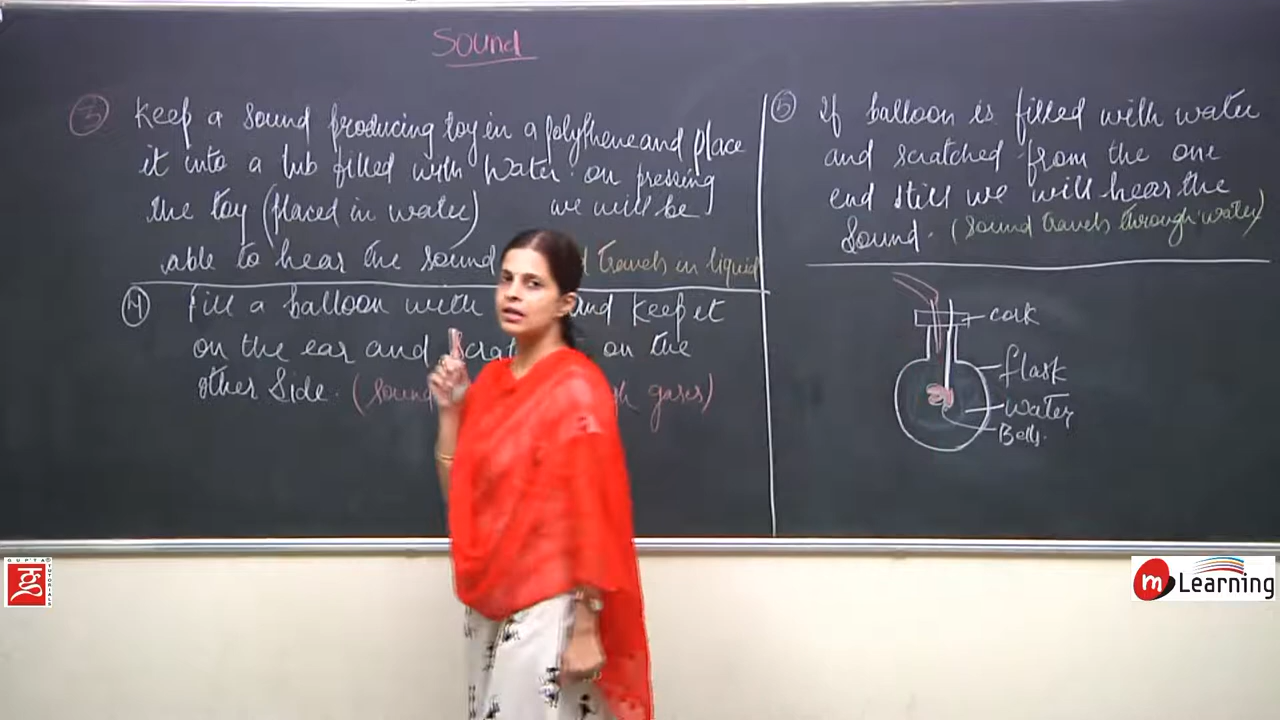 Sound
3 Keep a sound producing toy in a polythene and place
it into a tub filled with water. on pressing
the toy (placed in water) we will be
able to hear the sound travels in liquid
4 fill a balloon with and keep it
on the ear and on the
other side. (sound gases)
5 If balloon is filled with water
and scratched from the one
end still we will hear the
sound. (sound travels through water)
cork
flask
water
Bells.
GUPTA TUTORIALS
m Learning